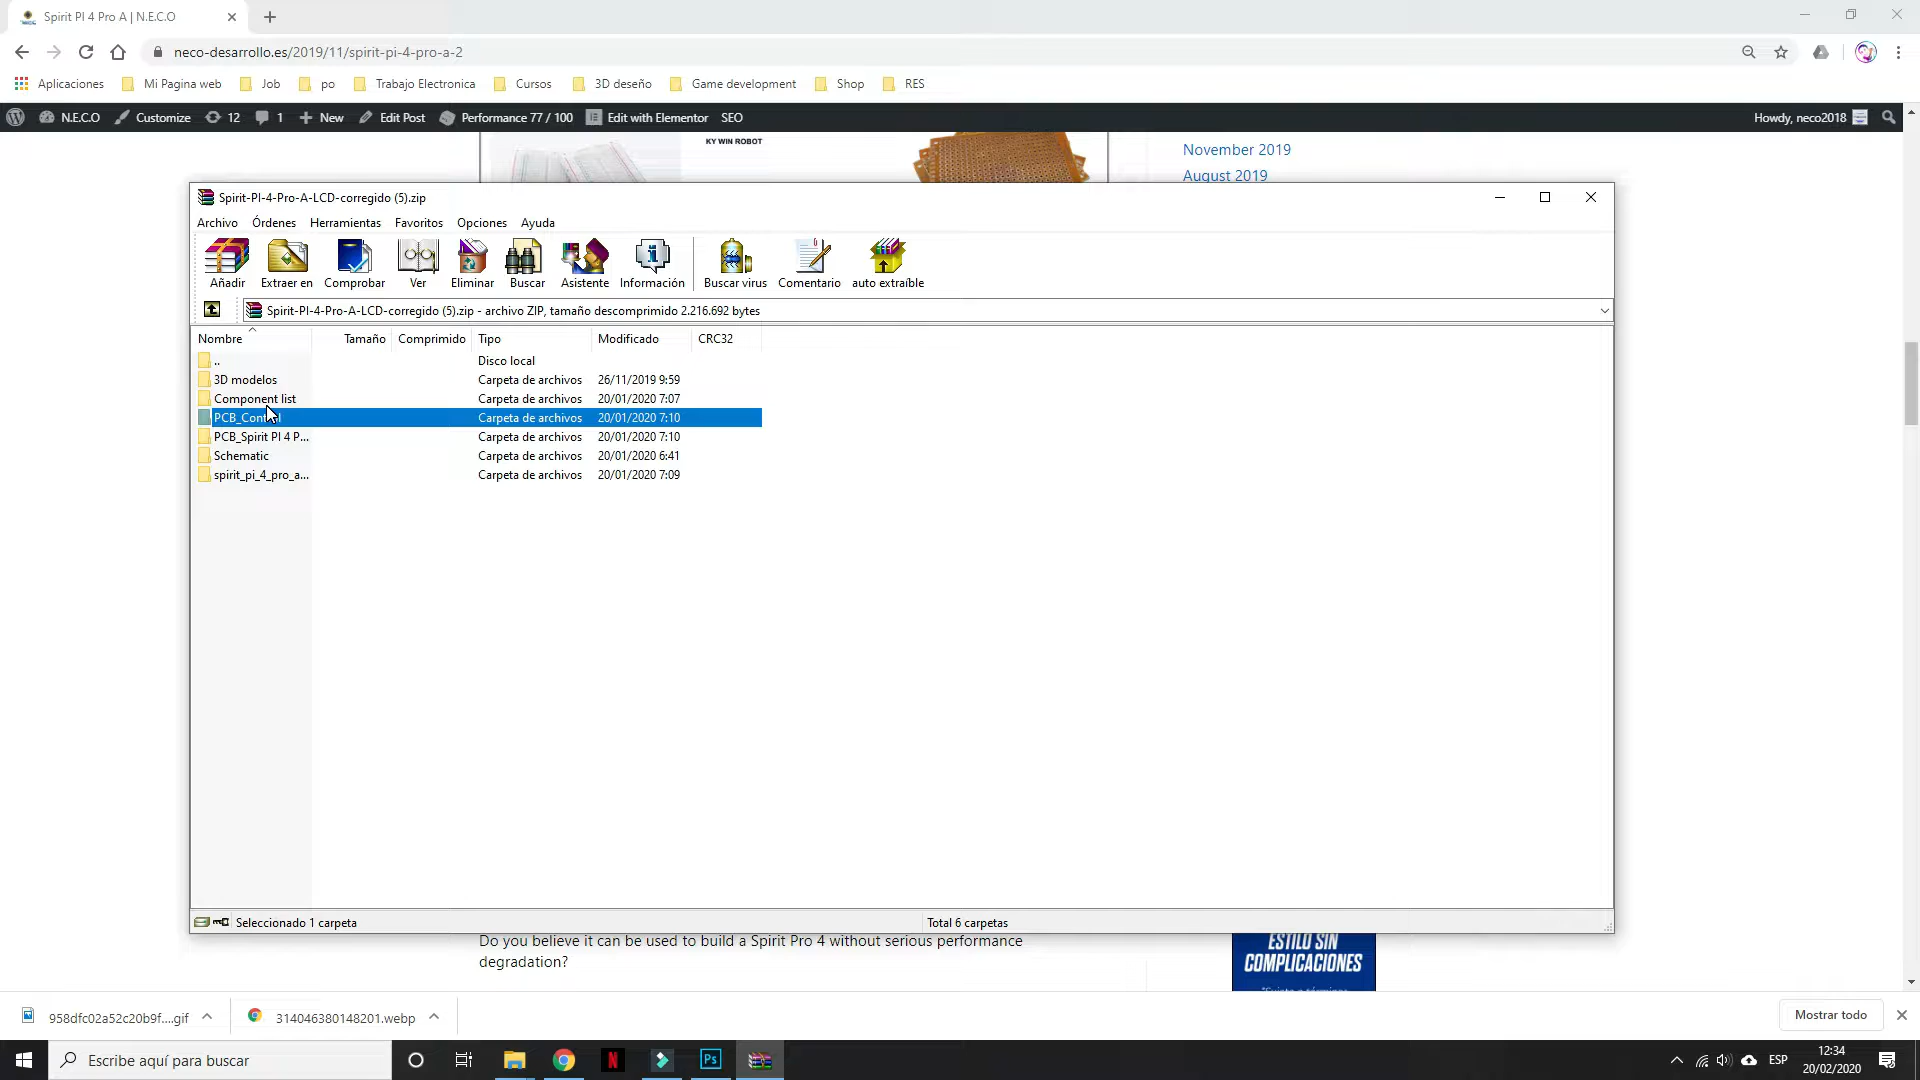 Spirit PI 4 Pro A | N.E.C.O
neco-desarrollo.es/2019/11/spirit-pi-4-pro-a-2
Aplicaciones Mi Pagina web Job po Trabajo Electronica Cursos 3D deseño Game development Shop RES
N.E.C.O Customize 12 1 New Edit Post Performance 77 / 100 Edit with Elementor SEO Howdy, neco2018
KY WIN ROBOT
November 2019
August 2019
Spirit-PI-4-Pro-A-LCD-corregido (5).zip
Archivo Órdenes Herramientas Favoritos Opciones Ayuda
Añadir Extraer en Comprobar Ver Eliminar Buscar Asistente Información Buscar virus Comentario auto extraíble
Spirit-PI-4-Pro-A-LCD-corregido (5).zip - archivo ZIP, tamaño descomprimido 2.216.692 bytes
Nombre Tamaño Comprimido Tipo Modificado CRC32
.. Disco local
3D modelos Carpeta de archivos 26/11/2019 9:59
Component list Carpeta de archivos 20/01/2020 7:07
Carpeta de archivos 20/01/2020 7:10
PCB_Spirit PI 4 P... Carpeta de archivos 20/01/2020 7:10
Schematic Carpeta de archivos 20/01/2020 6:41
spirit_pi_4_pro_a... Carpeta de archivos 20/01/2020 7:09
Seleccionado 1 carpeta Total 6 carpetas
Do you believe it can be used to build a Spirit Pro 4 without serious performance
degradation?
ESTILO SIN
COMPLICACIONES
958dfc02a52c20b9f....gif 314046380148201.webp Mostrar todo
Escribe aquí para buscar
N Ps ESP 12:34
20/02/2020